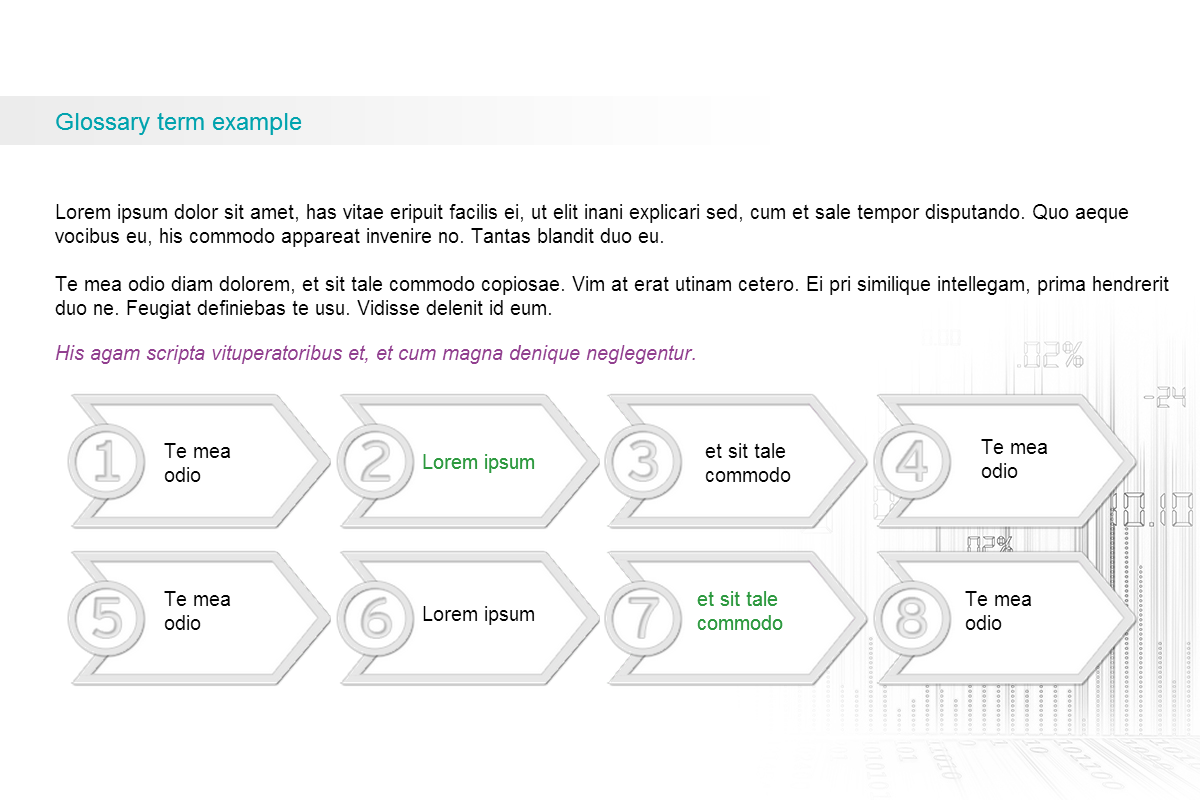 Glossary term example
Lorem ipsum dolor sit amet, has vitae eripuit facilis ei, ut elit inani explicari sed, cum et sale tempor disputando. Quo aeque
vocibus eu, his commodo appareat invenire no. Tantas blandit duo eu.
Te mea odio diam dolorem, et sit tale commodo copiosae. Vim at erat utinam cetero. Ei pri similique intellegam, prima hendrerit
duo ne. Feugiat definiebas te usu. Vidisse delenit id eum.
His agam scripta vituperatoribus et, et cum magna denique neglegentur.
.02%
-24
1
Te mea
odio
2
Lorem ipsum
3
et sit tale
commodo
4
Te mea
odio
0.10
02%
5
Te mea
odio
6
Lorem ipsum
7
et sit tale
commodo
8
Te mea
odio